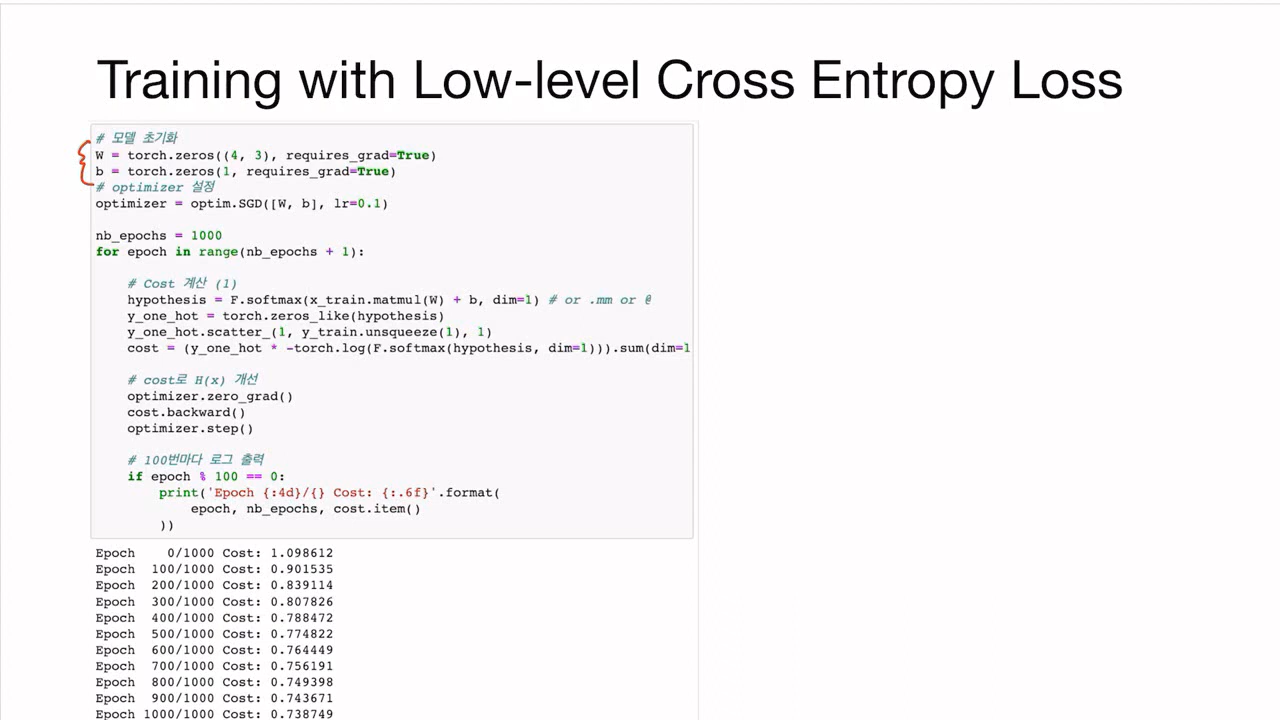 Training with Low-level Cross Entropy Loss
# 모델 초기화
W = torch.zeros((4, 3), requires_grad=True)
b = torch.zeros(1, requires_grad=True)
# optimizer 설정
optimizer = optim.SGD([W, b], lr=0.1)
nb_epochs = 1000
for epoch in range(nb_epochs + 1):
# Cost 계산 (1)
hypothesis = F.softmax(x_train.matmul(W) + b, dim=1) # or .mm or @
y_one_hot = torch.zeros_like(hypothesis)
y_one_hot.scatter_(1, y_train.unsqueeze(1), 1)
cost = (y_one_hot * -torch.log(F.softmax(hypothesis, dim=1))).sum(dim=1
# cost로 H(x) 개선
optimizer.zero_grad()
cost.backward()
optimizer.step()
# 100번마다 로그 출력
if epoch % 100 == 0:
print('Epoch {:4d}/{} Cost: {:.6f}'.format(
epoch, nb_epochs, cost.item()
))
Epoch    0/1000 Cost: 1.098612
Epoch  100/1000 Cost: 0.901535
Epoch  200/1000 Cost: 0.839114
Epoch  300/1000 Cost: 0.807826
Epoch  400/1000 Cost: 0.788472
Epoch  500/1000 Cost: 0.774822
Epoch  600/1000 Cost: 0.764449
Epoch  700/1000 Cost: 0.756191
Epoch  800/1000 Cost: 0.749398
Epoch  900/1000 Cost: 0.743671
Epoch 1000/1000 Cost: 0.738749